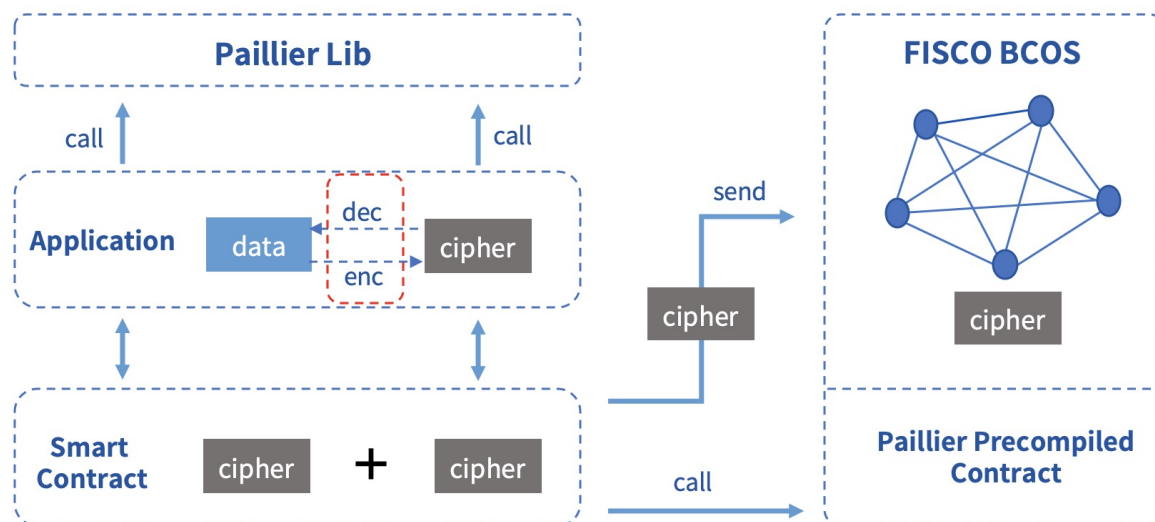 Paillier Lib
call
call
Application
data
dec
enc
cipher
Smart
Contract
cipher
+
cipher
send
cipher
call
FISCO BCOS
cipher
Paillier Precompiled
Contract